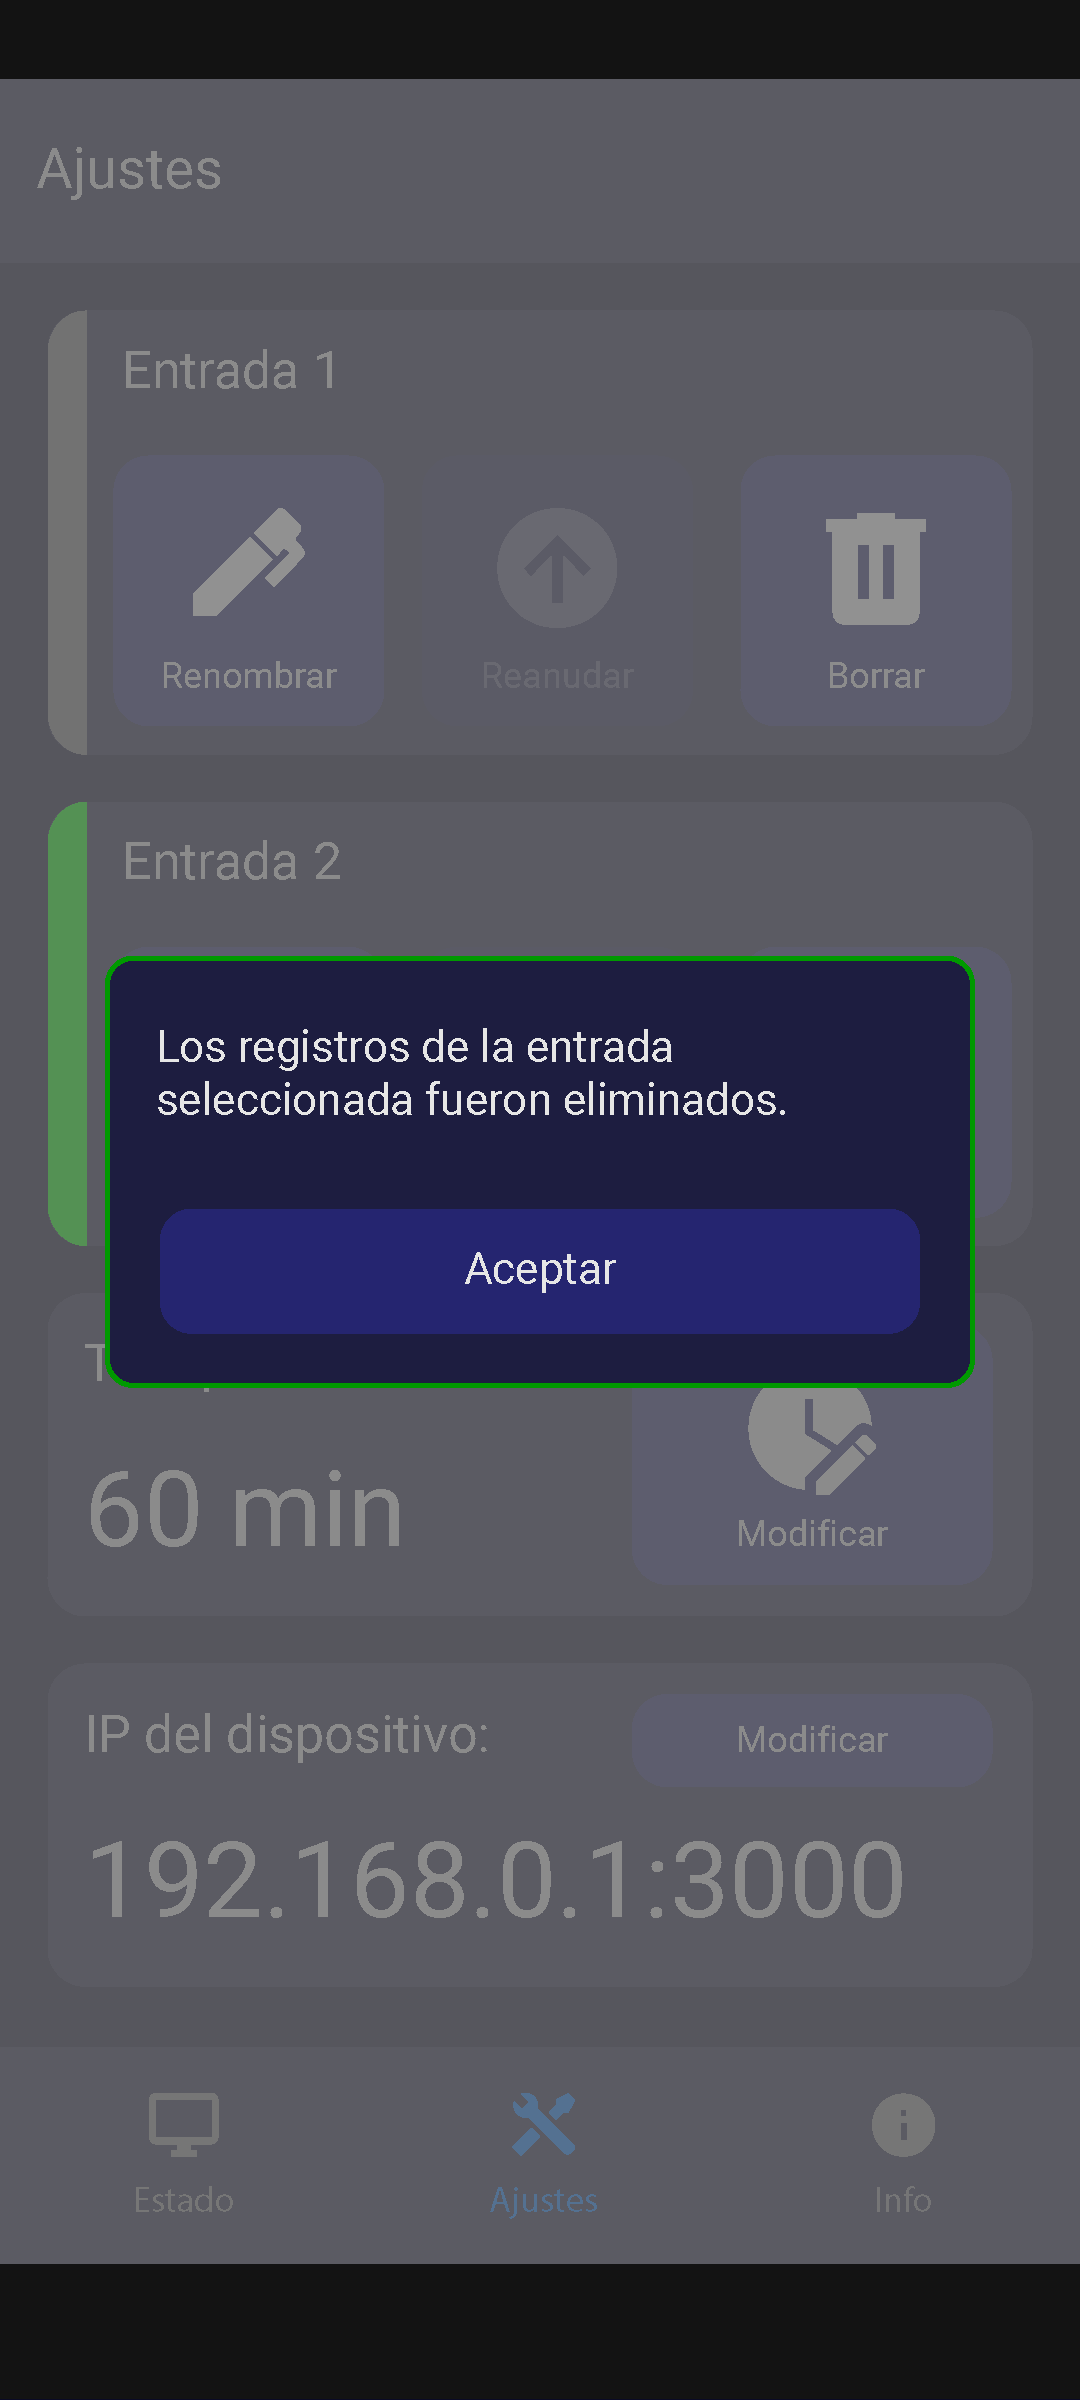 Ajustes
Entrada 1
Renombrar
Reanudar
Borrar
Entrada 2
Los registros de la entrada
seleccionada fueron eliminados.
Aceptar
60 min
Modificar
IP del dispositivo:
Modificar
192.168.0.1:3000
Estado
Ajustes
Info